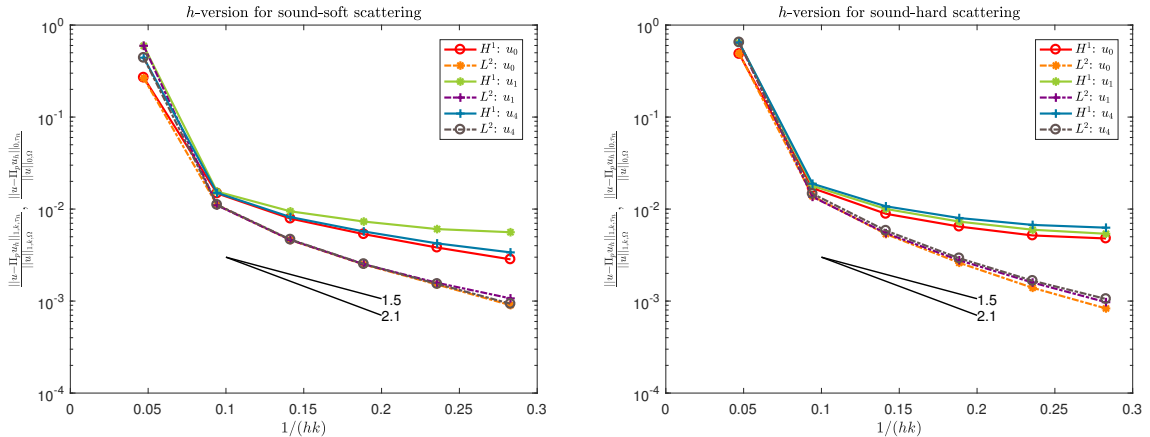 h-version for sound-soft scattering
10^0
10^-1
10^-2
10^-3
10^-4
||u−Π_p u_h||_{1,k,τ_h} / ||u||_{1,k,Ω} , ||u−Π_p u_h||_{0,τ_h} / ||u||_{0,Ω}
H^1: u_0
L^2: u_0
H^1: u_1
L^2: u_1
H^1: u_4
L^2: u_4
1.5
2.1
0 0.05 0.1 0.15 0.2 0.25 0.3
1/(hk)
h-version for sound-hard scattering
10^0
10^-1
10^-2
10^-3
10^-4
||u−Π_p u_h||_{1,k,τ_h} / ||u||_{1,k,Ω} , ||u−Π_p u_h||_{0,τ_h} / ||u||_{0,Ω}
H^1: u_0
L^2: u_0
H^1: u_1
L^2: u_1
H^1: u_4
L^2: u_4
1.5
2.1
0 0.05 0.1 0.15 0.2 0.25 0.3
1/(hk)